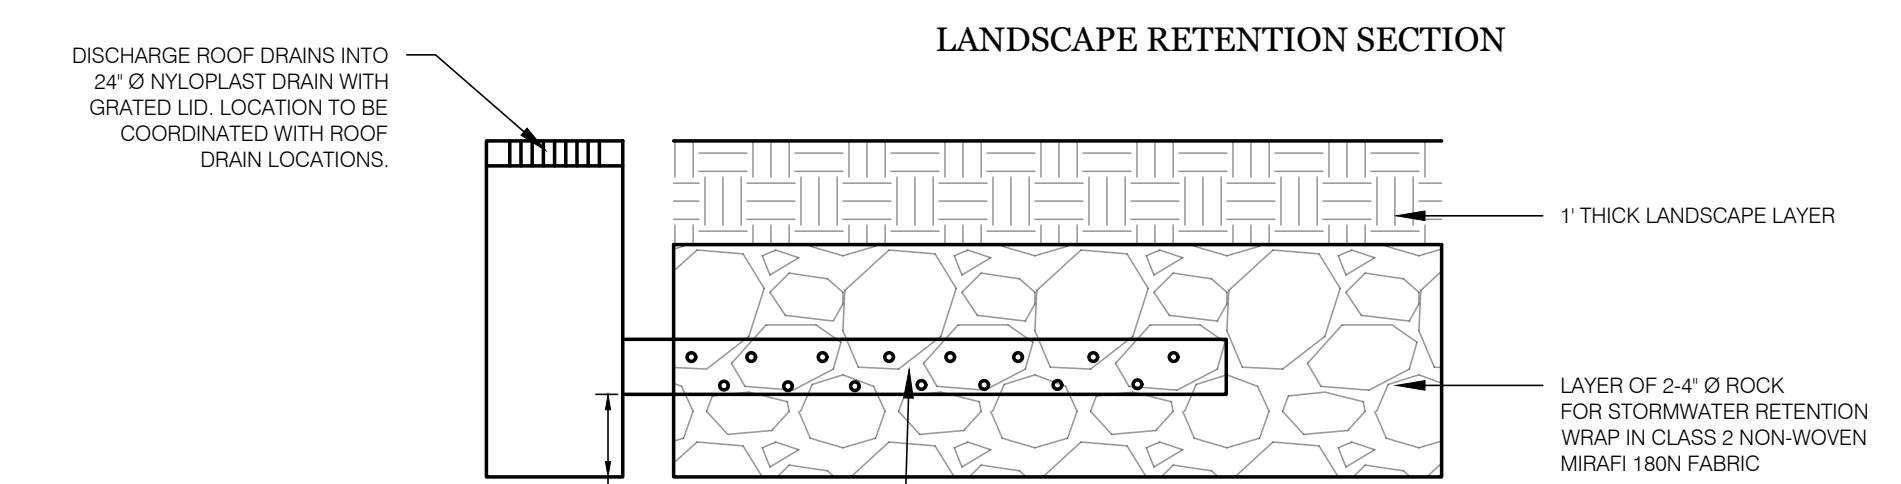 LANDSCAPE RETENTION SECTION
DISCHARGE ROOF DRAINS INTO
24" Ø NYLOPLAST DRAIN WITH
GRATED LID. LOCATION TO BE
COORDINATED WITH ROOF
DRAIN LOCATIONS.
1' THICK LANDSCAPE LAYER
LAYER OF 2-4" Ø ROCK
FOR STORMWATER RETENTION
WRAP IN CLASS 2 NON-WOVEN
MIRAFI 180N FABRIC